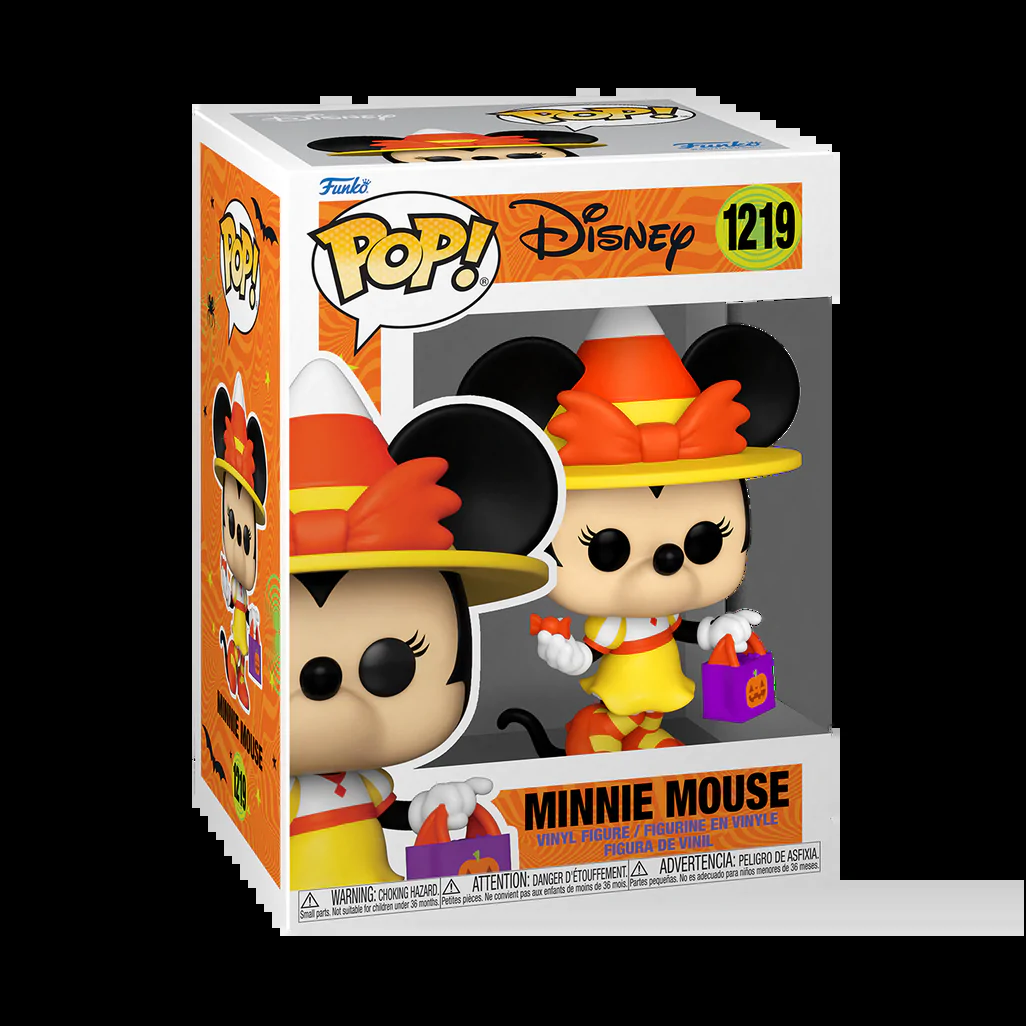 Disney
POP!
Funko
Funko
POP!®
Disney
1219
POP!
MINNIE MOUSE
1219
MINNIE MOUSE
VINYL FIGURE / FIGURINE EN VINYLE
FIGURA DE VINIL
WARNING: CHOKING HAZARD.
Small parts. Not suitable for children under 36 months.
ATTENTION: DANGER D'ÉTOUFFEMENT.
Petites pièces. Ne convient pas aux enfants de moins de 36 mois.
ADVERTENCIA: PELIGRO DE ASFIXIA.
Partes pequeñas. No es adecuado para niños menores de 36 meses.